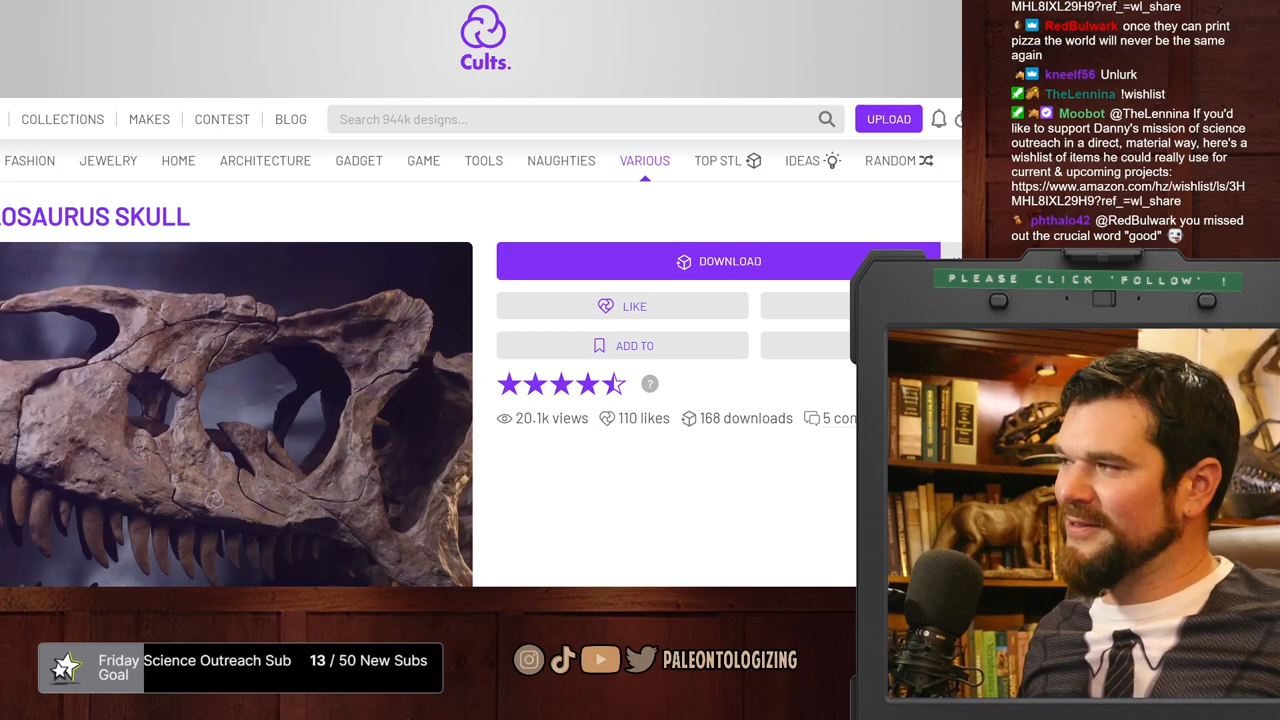 Cults.
COLLECTIONS
MAKES
CONTEST
BLOG
Search 944k designs...
UPLOAD
FASHION
JEWELRY
HOME
ARCHITECTURE
GADGET
GAME
TOOLS
NAUGHTIES
VARIOUS
TOP STL
IDEAS
RANDOM
OSAURUS SKULL
DOWNLOAD
LIKE
ADD TO
?
20.1k views
110 likes
168 downloads
5 con
MHL8IXL29H9?ref_=wl_share
RedBulwark once they can print
pizza the world will never be the same
again
kneelf56 Unlurk
TheLennina !wishlist
Moobot @TheLennina If you'd
like to support Danny's mission of science
outreach in a direct, material way, here's a
wishlist of items he could really use for
current & upcoming projects:
https://www.amazon.com/hz/wishlist/ls/3H
MHL8IXL29H9?ref_=wl_share
phthalo42 @RedBulwark you missed
out the crucial word "good"
PLEASE CLICK 'FOLLOW' !
Friday Science Outreach Sub
Goal
13 / 50 New Subs
PALEONTOLOGIZING